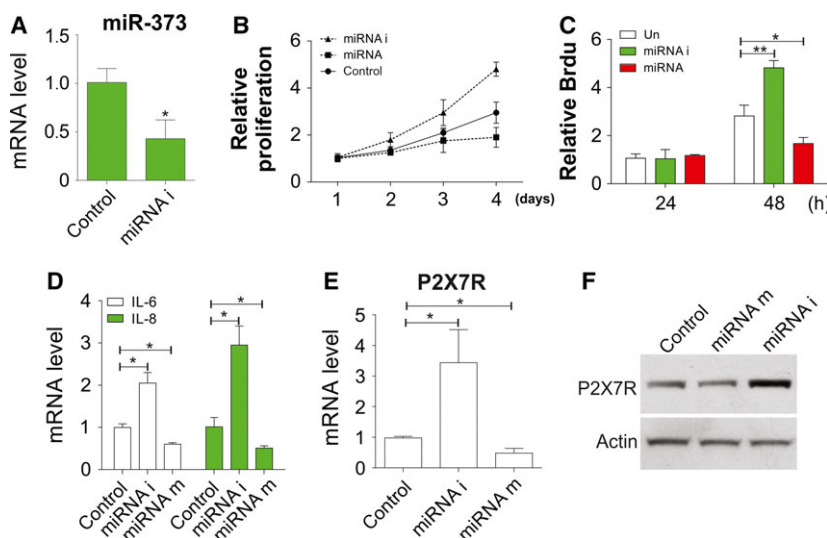 A
miR-373
mRNA level
1.5
1.0
0.5
0.0
*
Control
miRNA i
B
Relative
proliferation
6
4
2
0
miRNA i
miRNA
Control
1 2 3 4 (days)
C
Relative Brdu
6
4
2
0
Un
miRNA i
miRNA
*
**
24 48 (h)
D
mRNA level
4
3
2
1
0
IL-6
IL-8
*
*
*
*
Control
miRNA i
miRNA m
Control
miRNA i
miRNA m
E
P2X7R
mRNA level
5
4
3
2
1
0
*
*
Control
miRNA i
miRNA m
F
Control
miRNA m
miRNA i
P2X7R
Actin